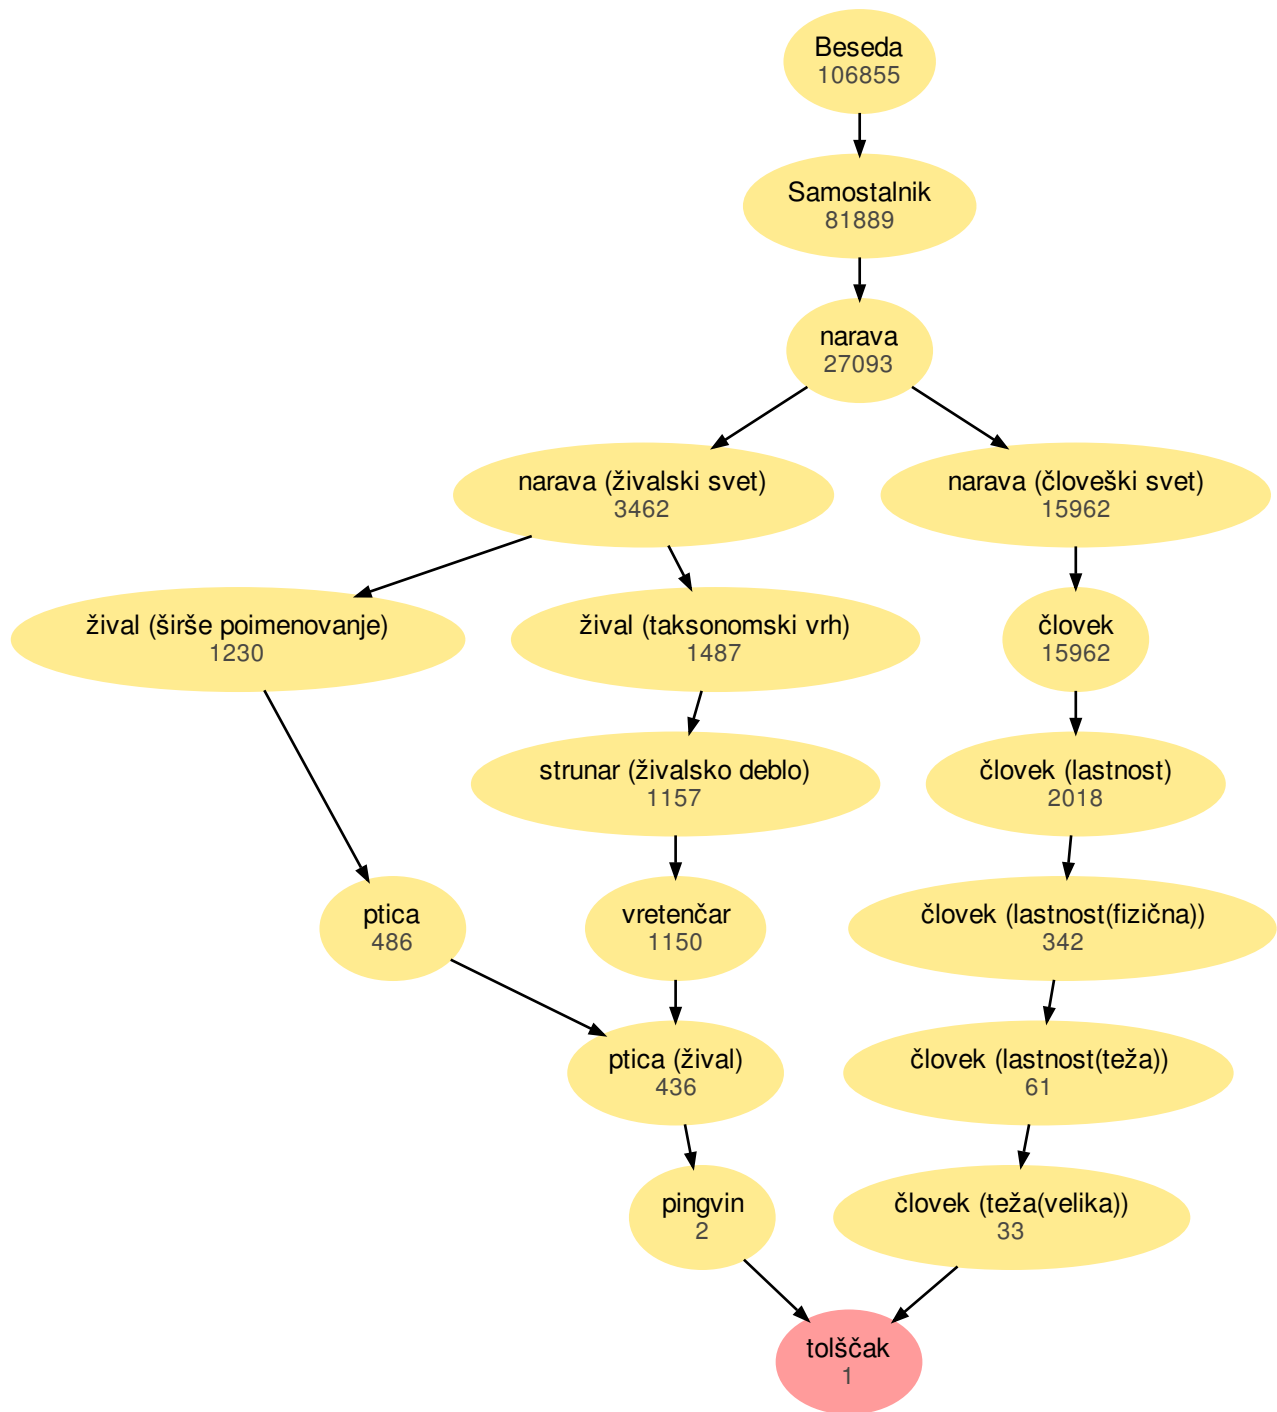 Beseda
106855
Samostalnik
81889
narava
27093
narava (živalski svet)
3462
narava (človeški svet)
15962
žival (širše poimenovanje)
1230
žival (taksonomski vrh)
1487
človek
15962
strunar (živalsko deblo)
1157
človek (lastnost)
2018
ptica
486
vretenčar
1150
človek (lastnost(fizična))
342
ptica (žival)
436
človek (lastnost(teža))
61
pingvin
2
človek (teža(velika))
33
tolščak
1